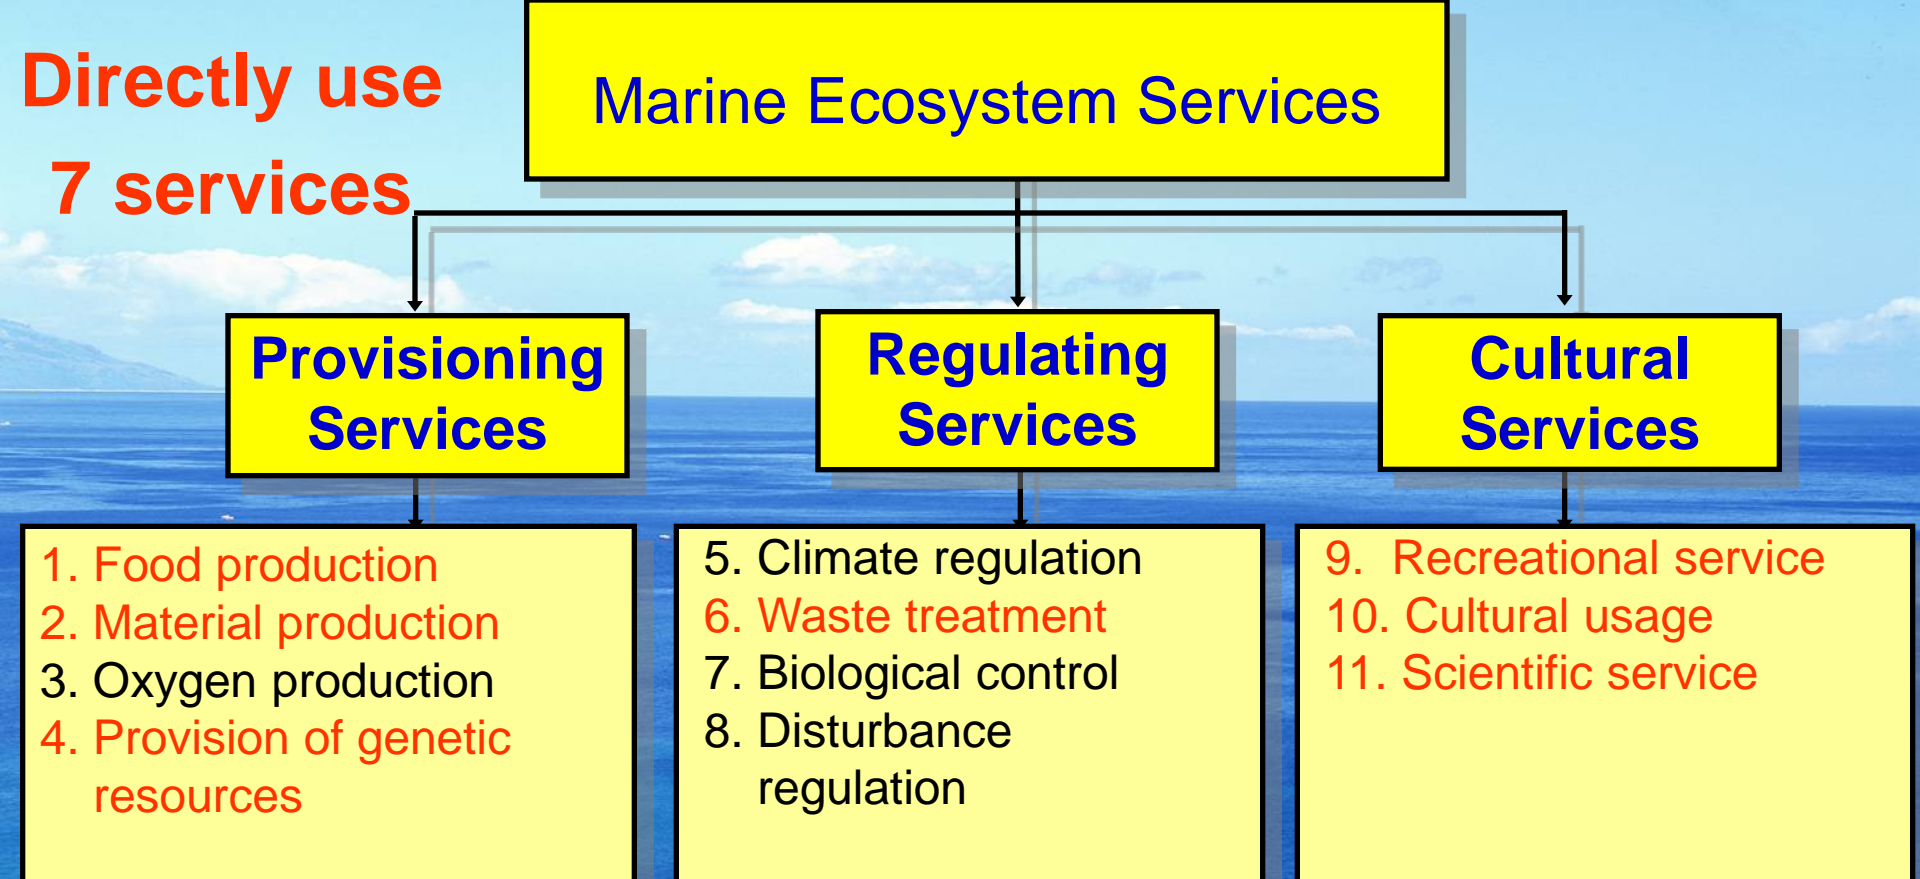 Directly use
7 services
Marine Ecosystem Services
Provisioning
Services
Regulating
Services
Cultural
Services
1. Food production
2. Material production
3. Oxygen production
4. Provision of genetic
resources
5. Climate regulation
6. Waste treatment
7. Biological control
8. Disturbance
regulation
9. Recreational service
10. Cultural usage
11. Scientific service